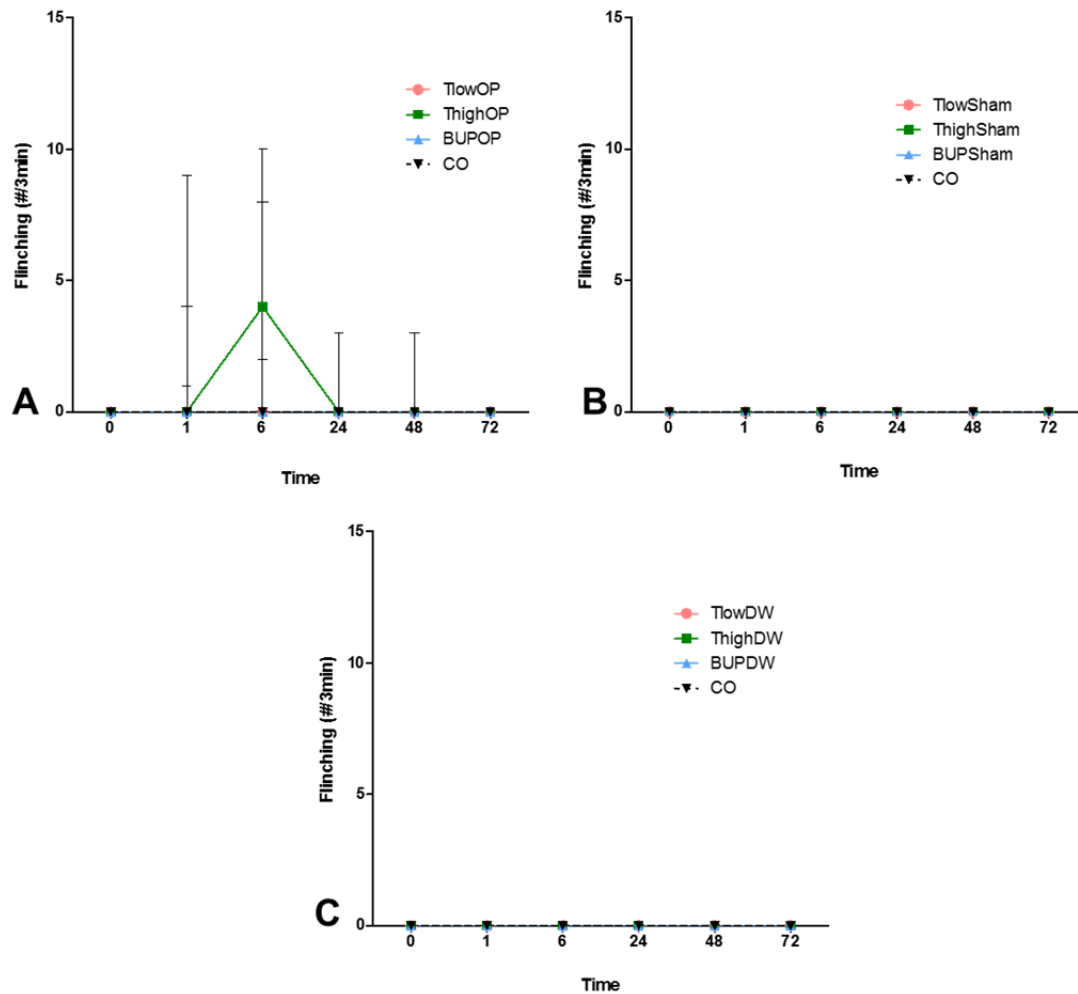 15
10
5
0
Flinching (#/3min)
TlowOP
ThighOP
BUPOP
CO
A
0 1 6 24 48 72
Time
15
10
5
0
Flinching (#/3min)
TlowSham
ThighSham
BUPSham
CO
B
0 1 6 24 48 72
Time
15
10
5
0
Flinching (#/3min)
TlowDW
ThighDW
BUPDW
CO
C
0 1 6 24 48 72
Time